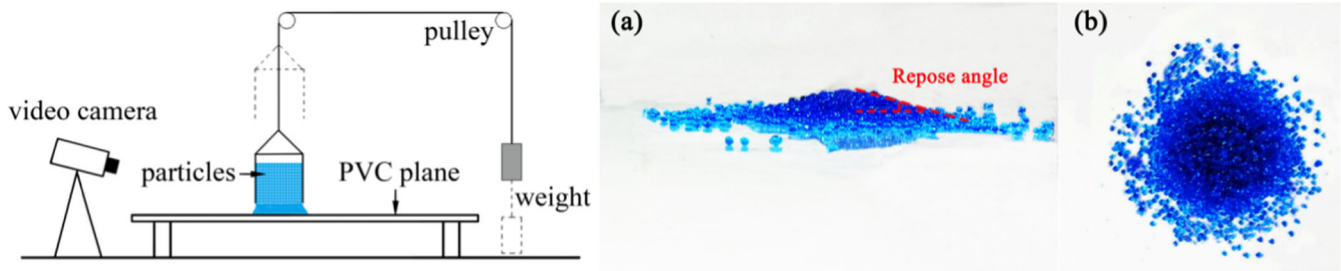 pulley
video camera
particles
PVC plane
weight
(a)
Repose angle
(b)